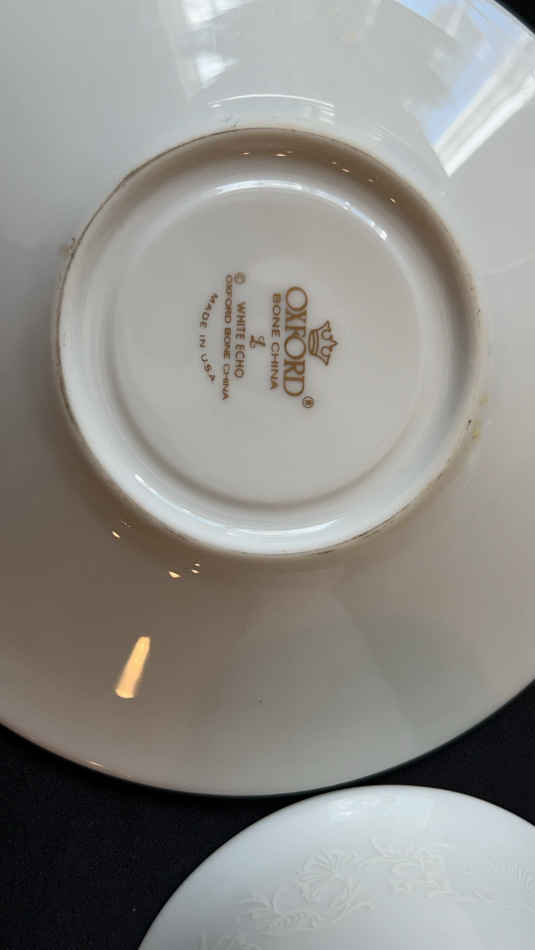 OXFORD®
BONE CHINA
L
WHITE ECHO
© OXFORD BONE CHINA
MADE IN USA